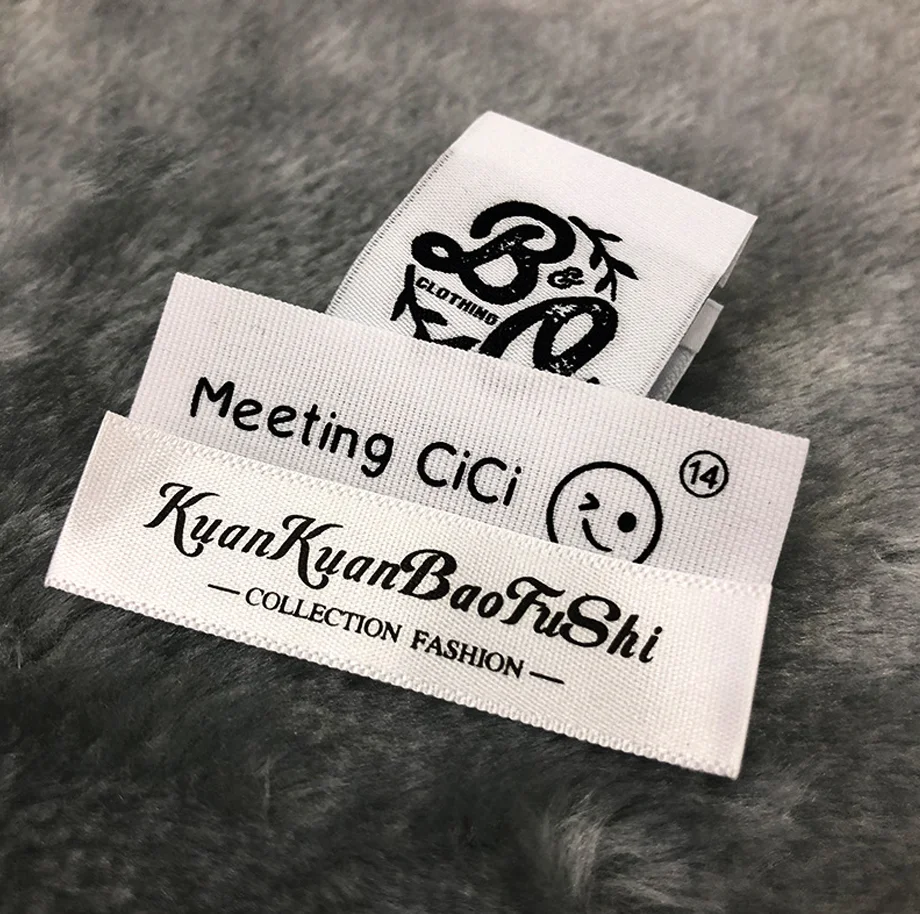 B &
CLOTHING
Meeting CiCi
14
KuanKuanBaoFuShi
— COLLECTION FASHION —